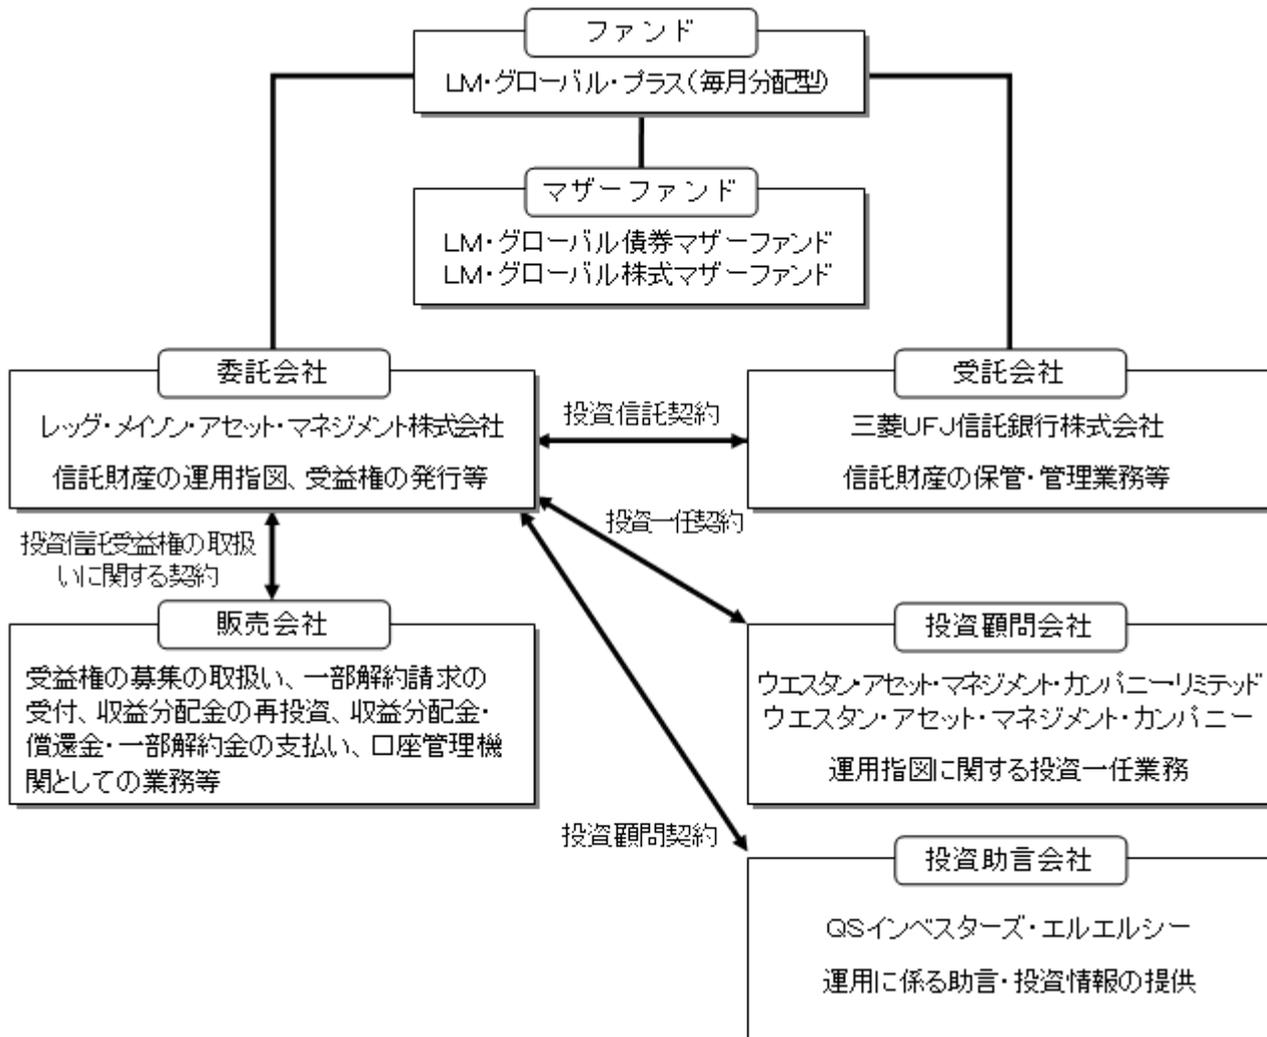 ファンド
LM・グローバル・プラス(毎月分配型)
マザーファンド
LM・グローバル債券マザーファンド
LM・グローバル株式マザーファンド
委託会社
レッグ・メイソン・アセット・マネジメント株式会社
信託財産の運用指図、受益権の発行等
投資信託契約
受託会社
三菱UFJ信託銀行株式会社
信託財産の保管・管理業務等
投資信託受益権の取扱
いに関する契約
投資一任契約
販売会社
受益権の募集の取扱い、一部解約請求の
受付、収益分配金の再投資、収益分配金・
償還金・一部解約金の支払い、口座管理機
関としての業務等
投資顧問会社
ウエスタン・アセット・マネジメント・カンパニー・リミテッド
ウエスタン・アセット・マネジメント・カンパニー
運用指図に関する投資一任業務
投資顧問契約
投資助言会社
QSインベスターズ・エルエルシー
運用に係る助言・投資情報の提供